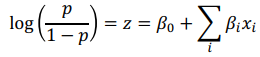 log(p / (1 − p)) = z = β₀ + ∑ᵢ βᵢxᵢ